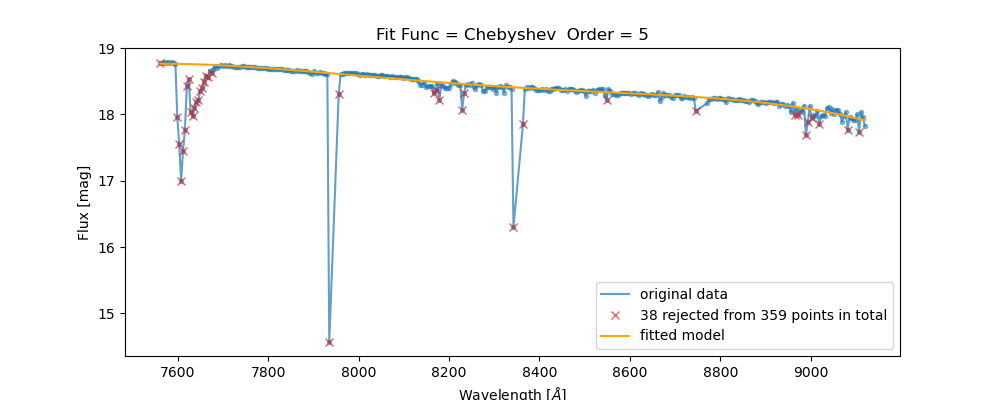 Fit Func = Chebyshev  Order = 5
19
18
17
16
15
Flux [mag]
original data
38 rejected from 359 points in total
fitted model
7600 7800 8000 8200 8400 8600 8800 9000
Wavelength [Å]